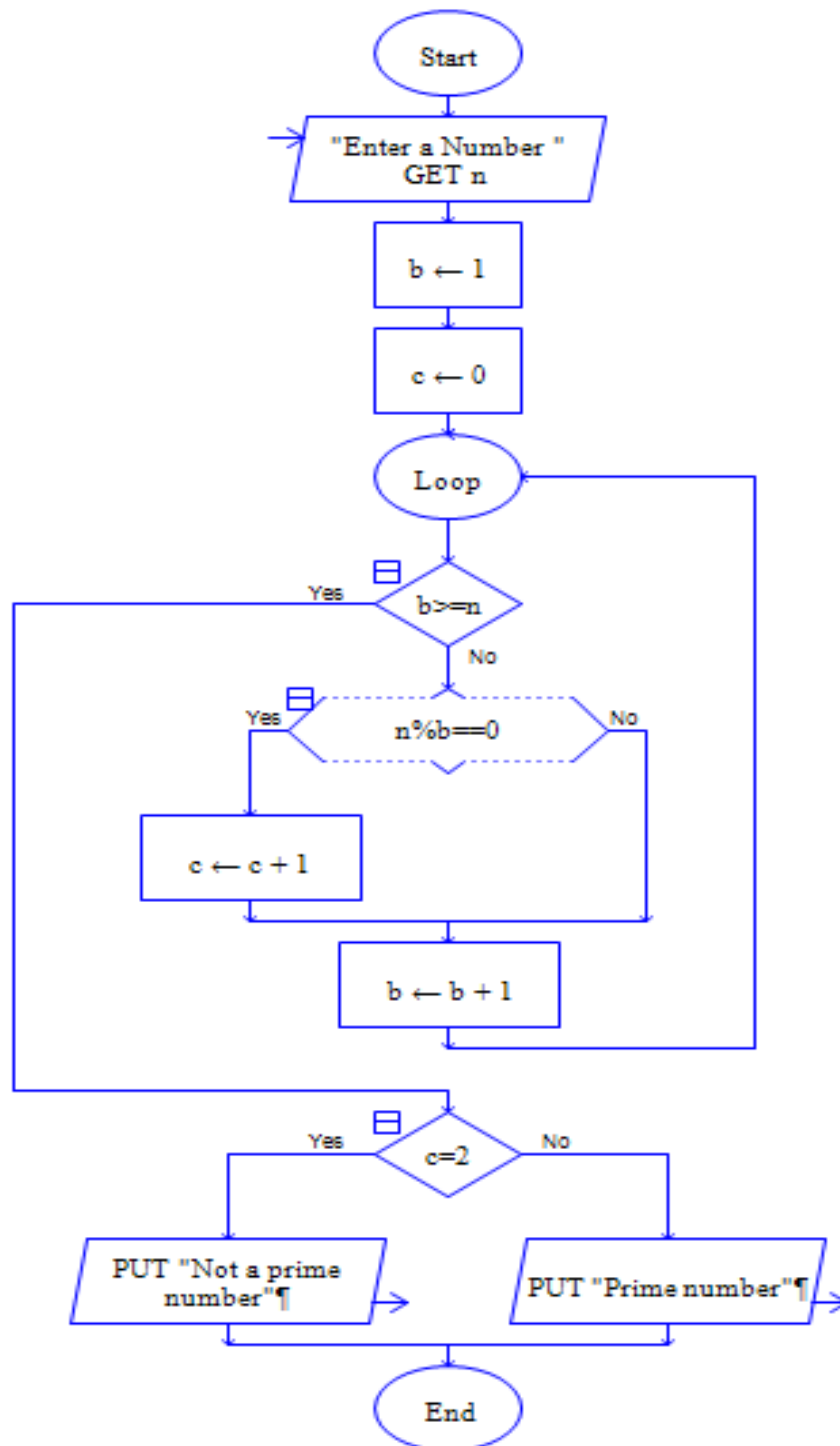 Start
"Enter a Number "
GET n
b ← 1
c ← 0
Loop
Yes
b>=n
No
Yes
n%b==0
No
c ← c + 1
b ← b + 1
Yes
c=2
No
PUT "Not a prime
number"¶
PUT "Prime number"¶
End